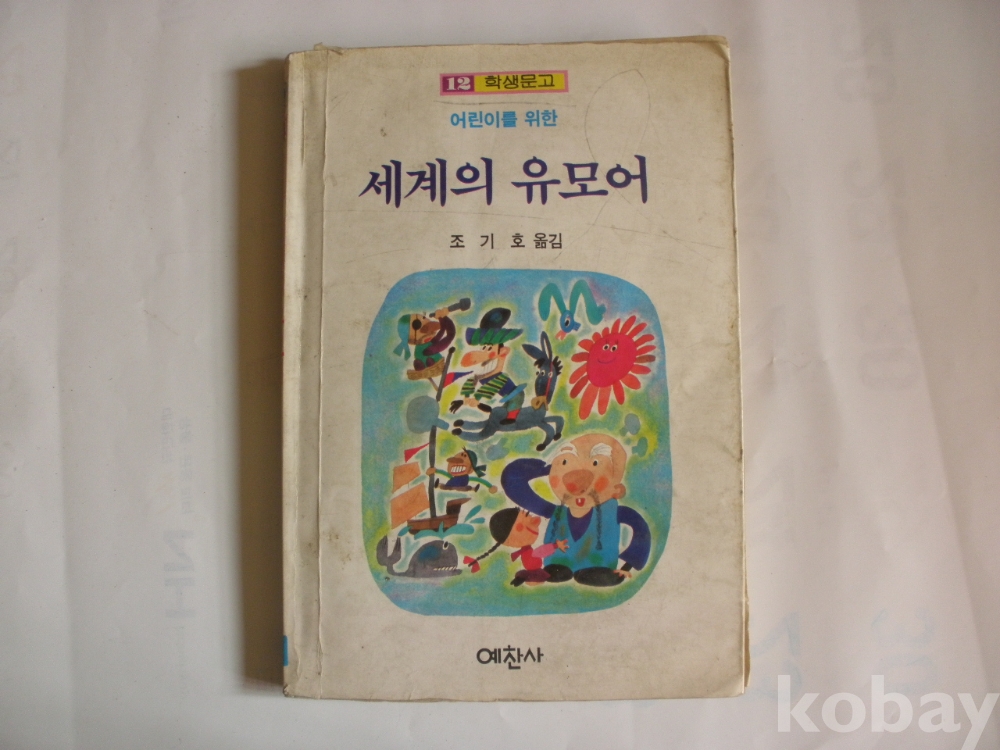 12 학생문고
어린이를 위한
세계의 유모어
조 기 호 옮김
예찬사
kobay